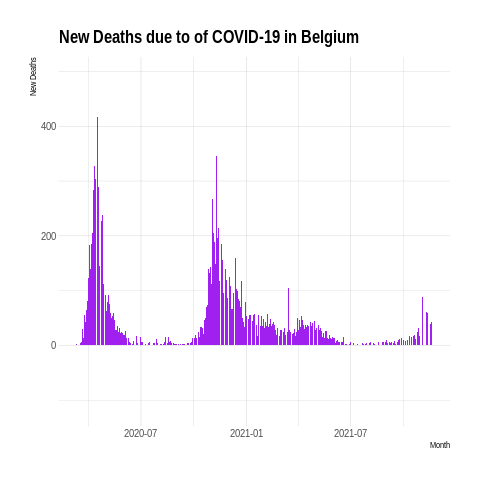 New Deaths due to of COVID-19 in Belgium
New Deaths
400
200
0
2020-07
2021-01
2021-07
Month